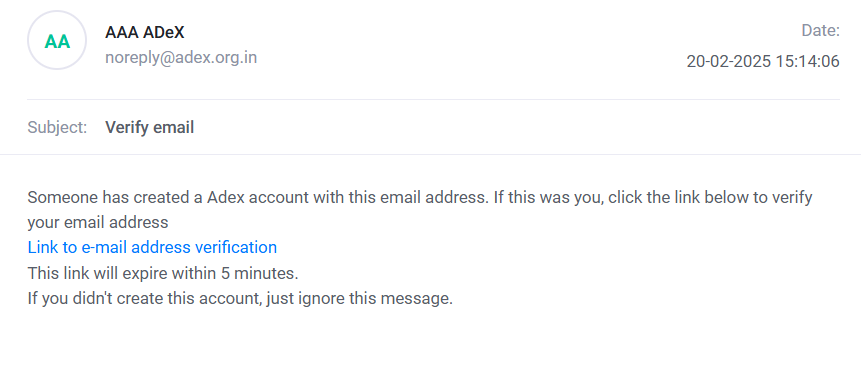 AA
AAA ADeX
noreply@adex.org.in
Date:
20-02-2025 15:14:06
Subject: Verify email
Someone has created a Adex account with this email address. If this was you, click the link below to verify
your email address
Link to e-mail address verification
This link will expire within 5 minutes.
If you didn't create this account, just ignore this message.